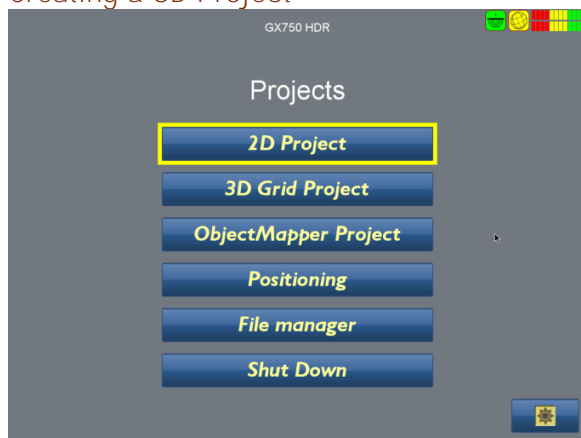 GX750 HDR
Projects
2D Project
3D Grid Project
ObjectMapper Project
Positioning
File manager
Shut Down